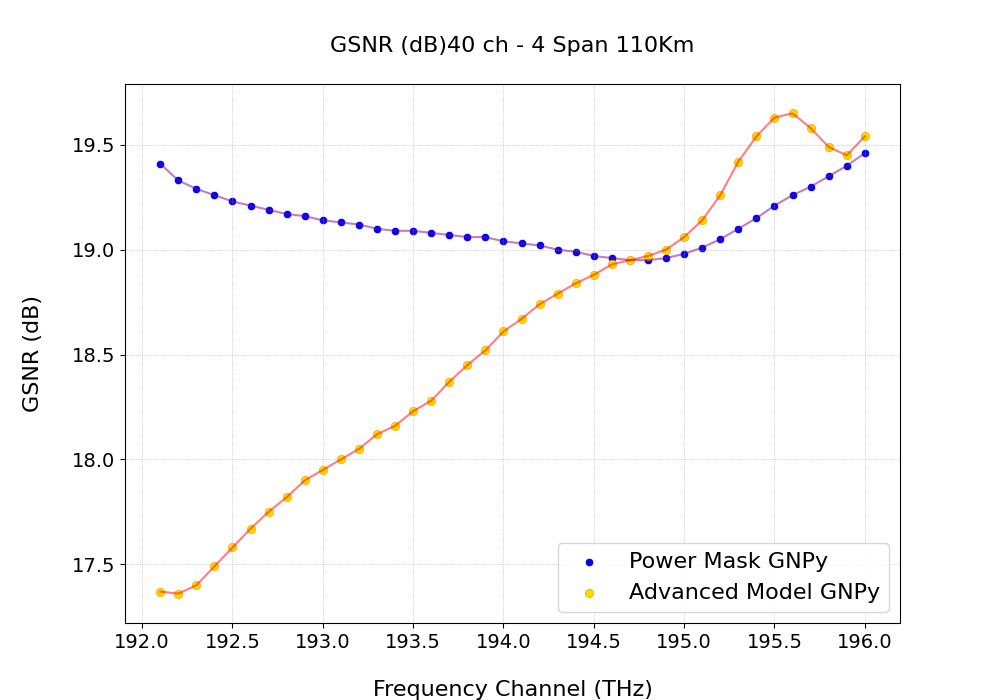 GSNR (dB)40 ch - 4 Span 110Km
GSNR (dB)
19.5
19.0
18.5
18.0
17.5
Power Mask GNPy
Advanced Model GNPy
192.0 192.5 193.0 193.5 194.0 194.5 195.0 195.5 196.0
Frequency Channel (THz)